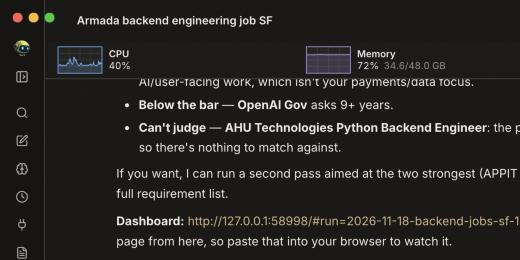 Armada backend engineering job SF
CPU
40%
Memory
72% 34.6/48.0 GB
AI/user-facing work, which isn't your payments/data focus.
• Below the bar — OpenAI Gov asks 9+ years.
• Can't judge — AHU Technologies Python Backend Engineer: the p
so there's nothing to match against.
If you want, I can run a second pass aimed at the two strongest (APPIT
full requirement list.
Dashboard: http://127.0.0.1:58998/#run=2026-11-18-backend-jobs-sf-1
page from here, so paste that into your browser to watch it.